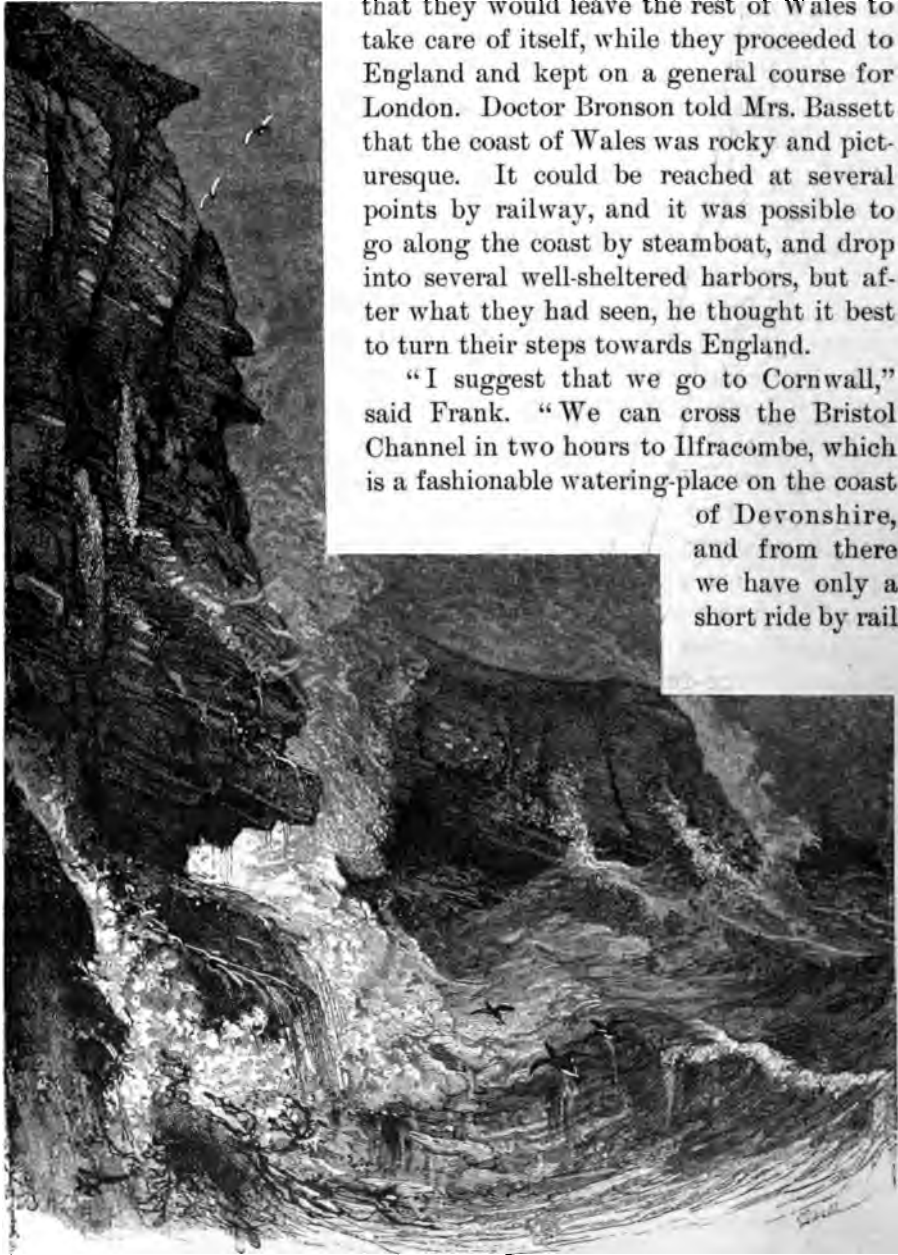 that they would leave the rest of Wales to
take care of itself, while they proceeded to
England and kept on a general course for
London. Doctor Bronson told Mrs. Bassett
that the coast of Wales was rocky and pict-
uresque. It could be reached at several
points by railway, and it was possible to
go along the coast by steamboat, and drop
into several well-sheltered harbors, but af-
ter what they had seen, he thought it best
to turn their steps towards England.
"I suggest that we go to Cornwall,"
said Frank. "We can cross the Bristol
Channel in two hours to Ilfracombe, which
is a fashionable watering-place on the coast
of Devonshire,
and from there
we have only a
short ride by rail